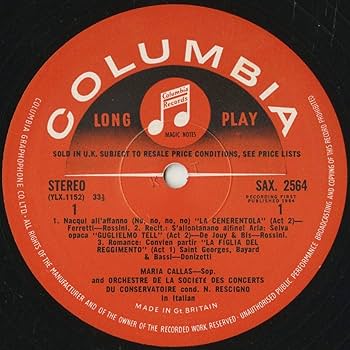 COLUMBIA
Columbia
Records
LONG PLAY
MAGIC NOTES
SOLD IN U.K. SUBJECT TO RESALE PRICE CONDITIONS, SEE PRICE LISTS
STEREO
(YLX.1152) 33⅓
SAX. 2564
RECORDING FIRST
PUBLISHED 1964
1 1
1. Nacqui all'affanno (Nu, no, no, no) "LA CENERENTOLA" (Act 2)—
Ferretti—Rossini. 2. Recit.: S'allontanano alfine! Aria: Selva
opaca "GUGLIELMO TELL" (Act 2)—De Jouy & Bis—Rossini.
3. Romance: Convien partir "LA FIGLIA DEL
REGGIMENTO" (Act 1) Saint Georges, Bayard
& Bassi—Donizetti
MARIA CALLAS—Sop.
and ORCHESTRE DE LA SOCIETE DES CONCERTS
DU CONSERVATOIRE cond. N. RESCIGNO
in Italian
MADE IN GT. BRITAIN
COLUMBIA GRAPHOPHONE CO. LTD. ALL RIGHTS OF THE MANUFACTURER AND OF THE OWNER OF THE RECORDED WORK RESERVED. UNAUTHORISED PUBLIC PERFORMANCE BROADCASTING AND COPYING OF THIS RECORD PROHIBITED